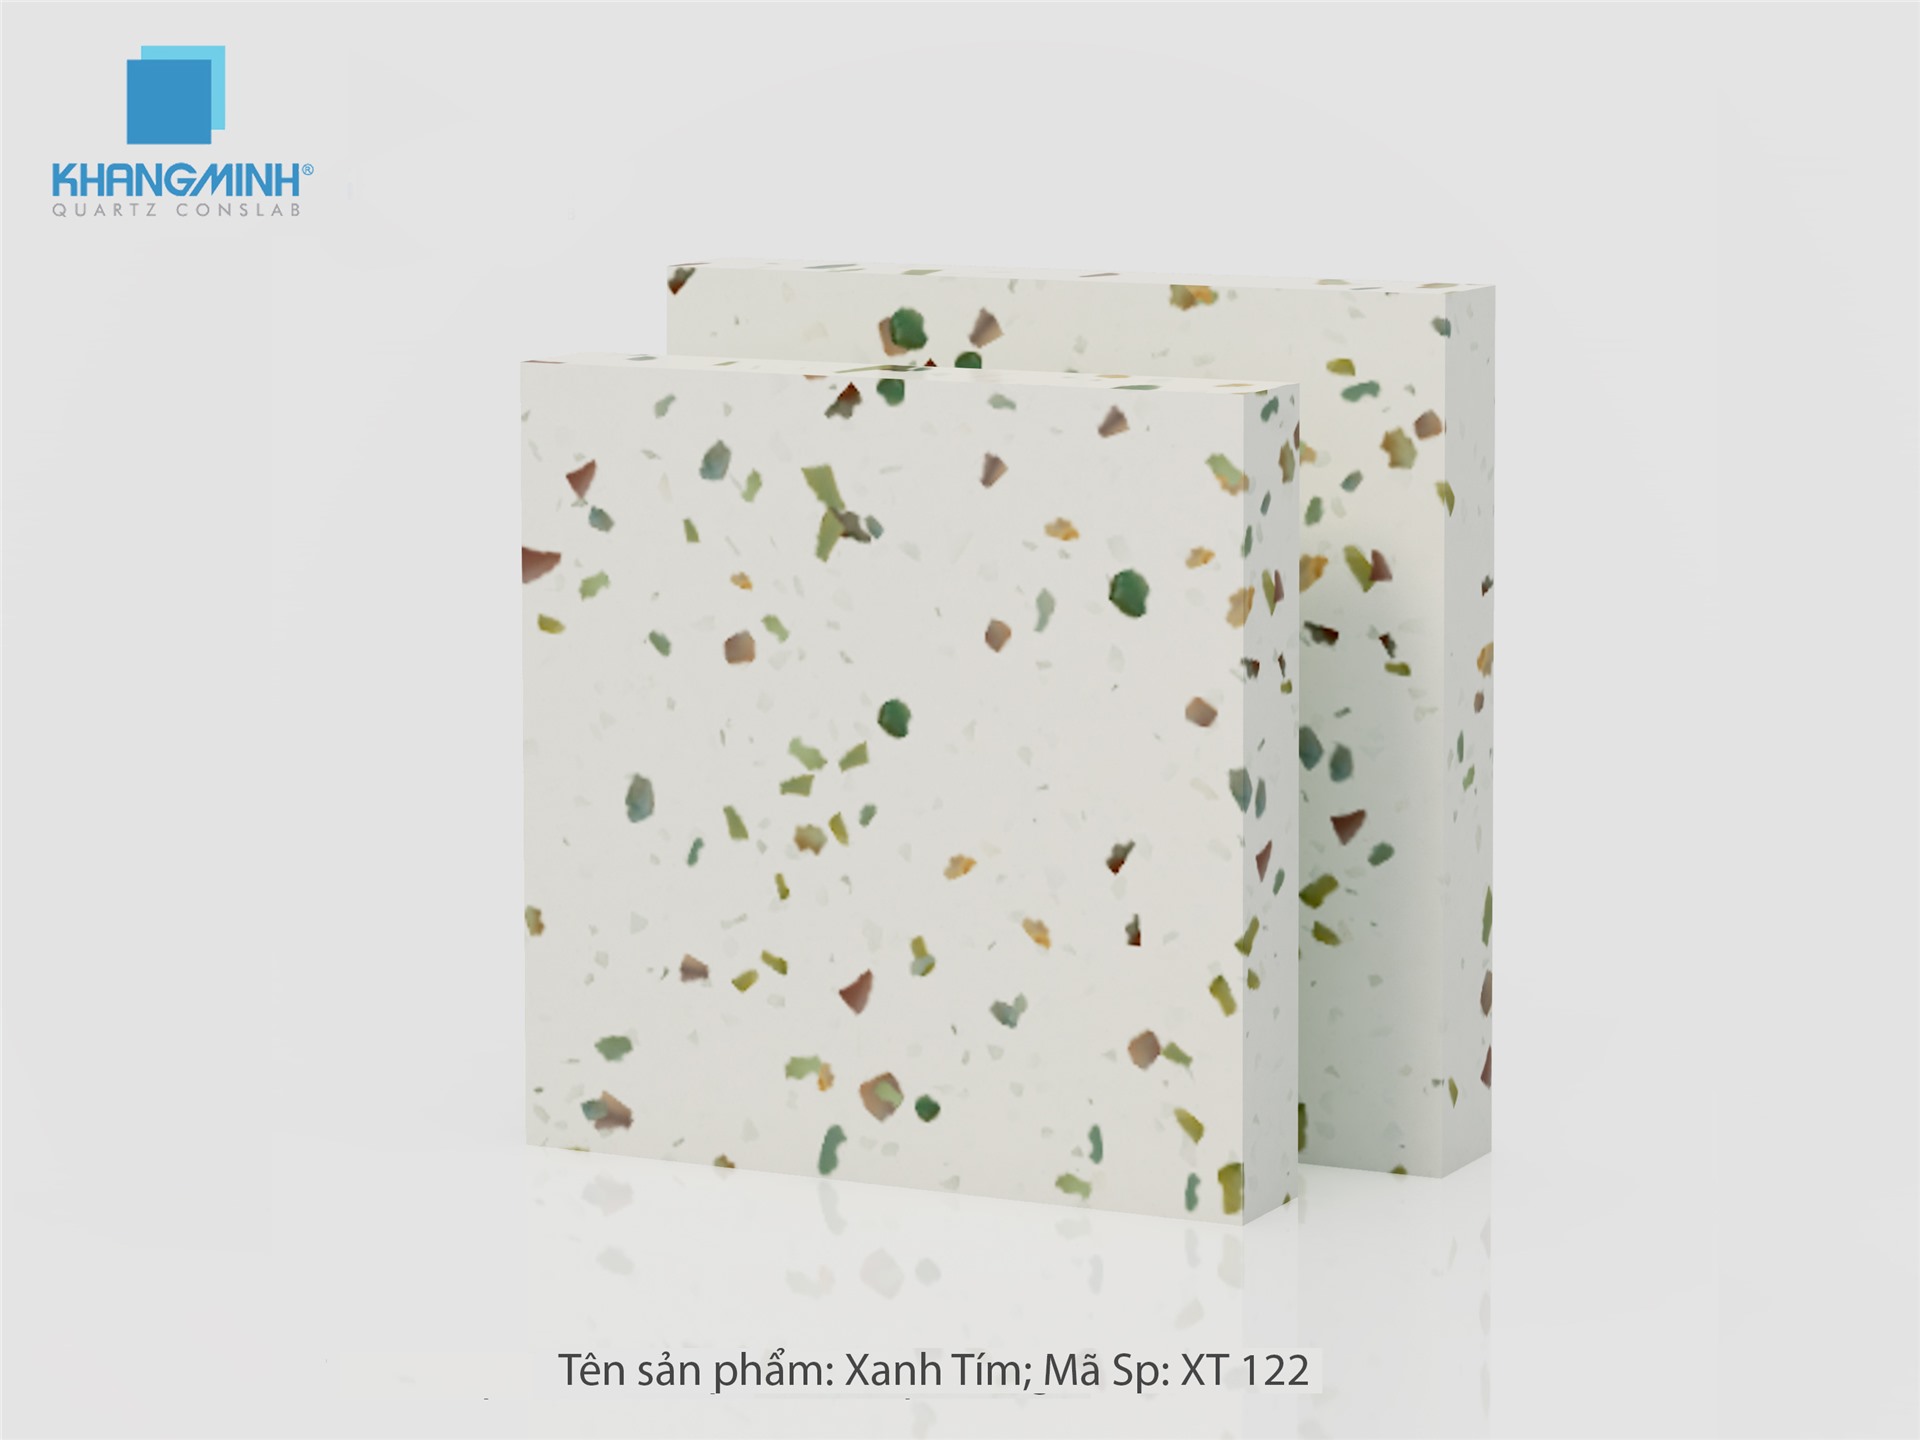 KHANGMINH®
QUARTZ CONSLAB
Tên sản phẩm: Xanh Tím; Mã Sp: XT 122